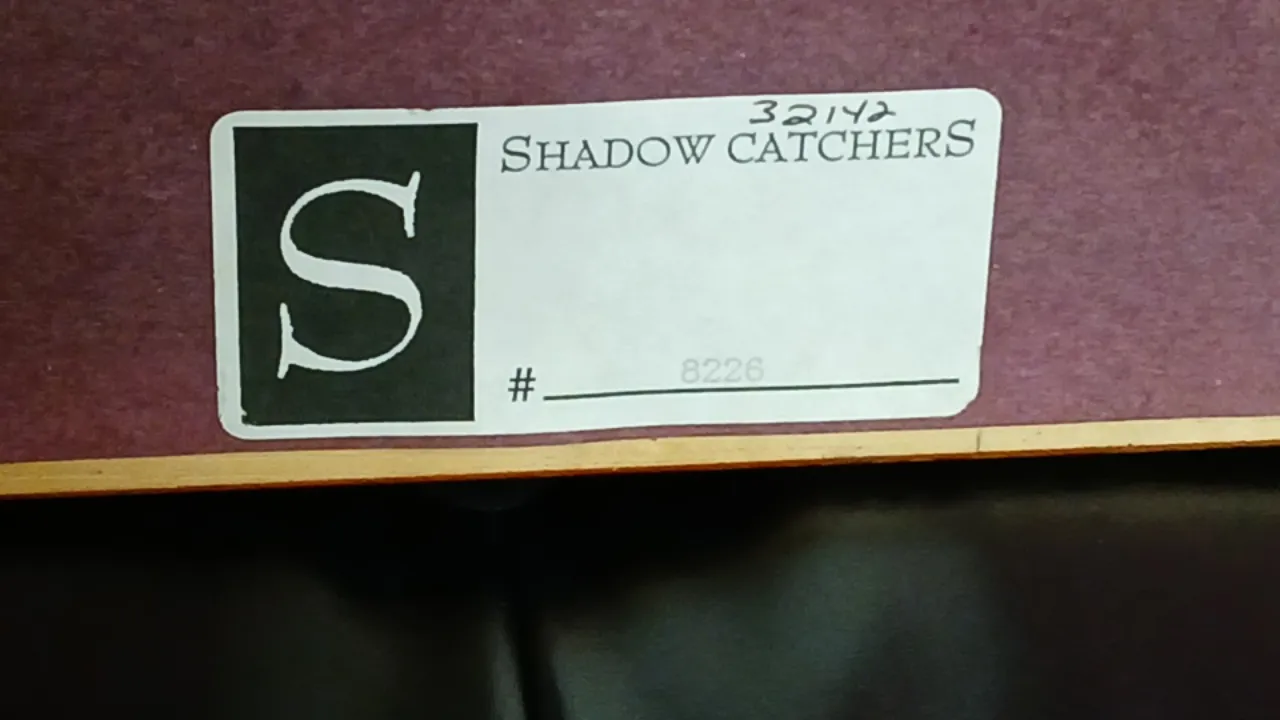 32142
S
SHADOW CATCHERS
# 8226